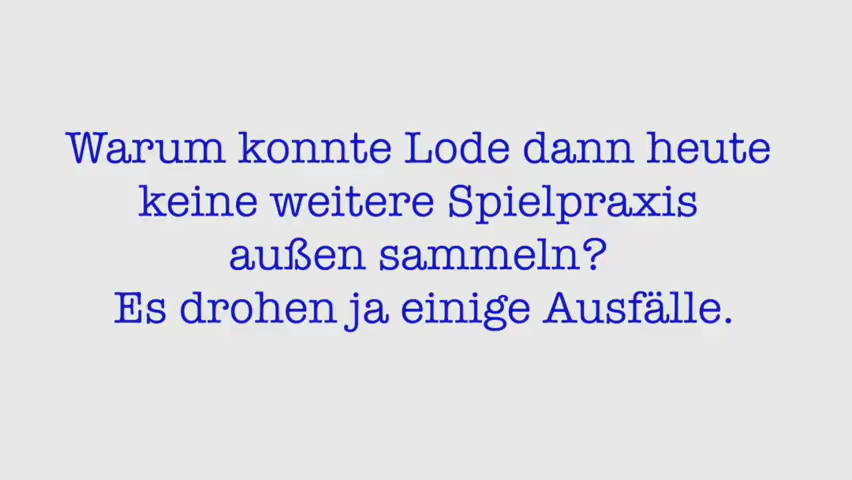 Warum konnte Lode dann heute
keine weitere Spielpraxis
außen sammeln?
Es drohen ja einige Ausfälle.